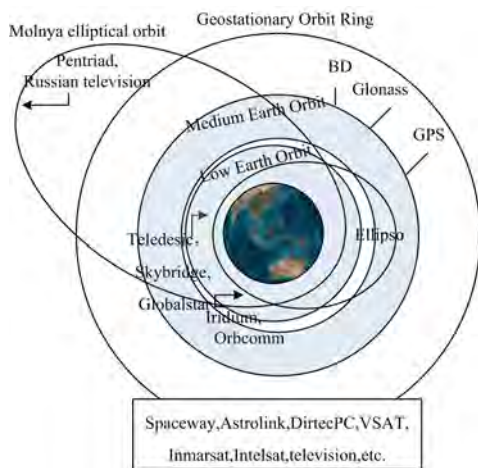 Geostationary Orbit Ring
Molnya elliptical orbit
Pentriad,
Russian television
BD
Glonass
GPS
Medium Earth Orbit
Low Earth Orbit
Teledesic,
Ellipso
Skybridge,
Globalstar
Iridium,
Orbcomm
Spaceway,Astrolink,DirtecPC,VSAT,
Inmarsat,Intelsat,television,etc.